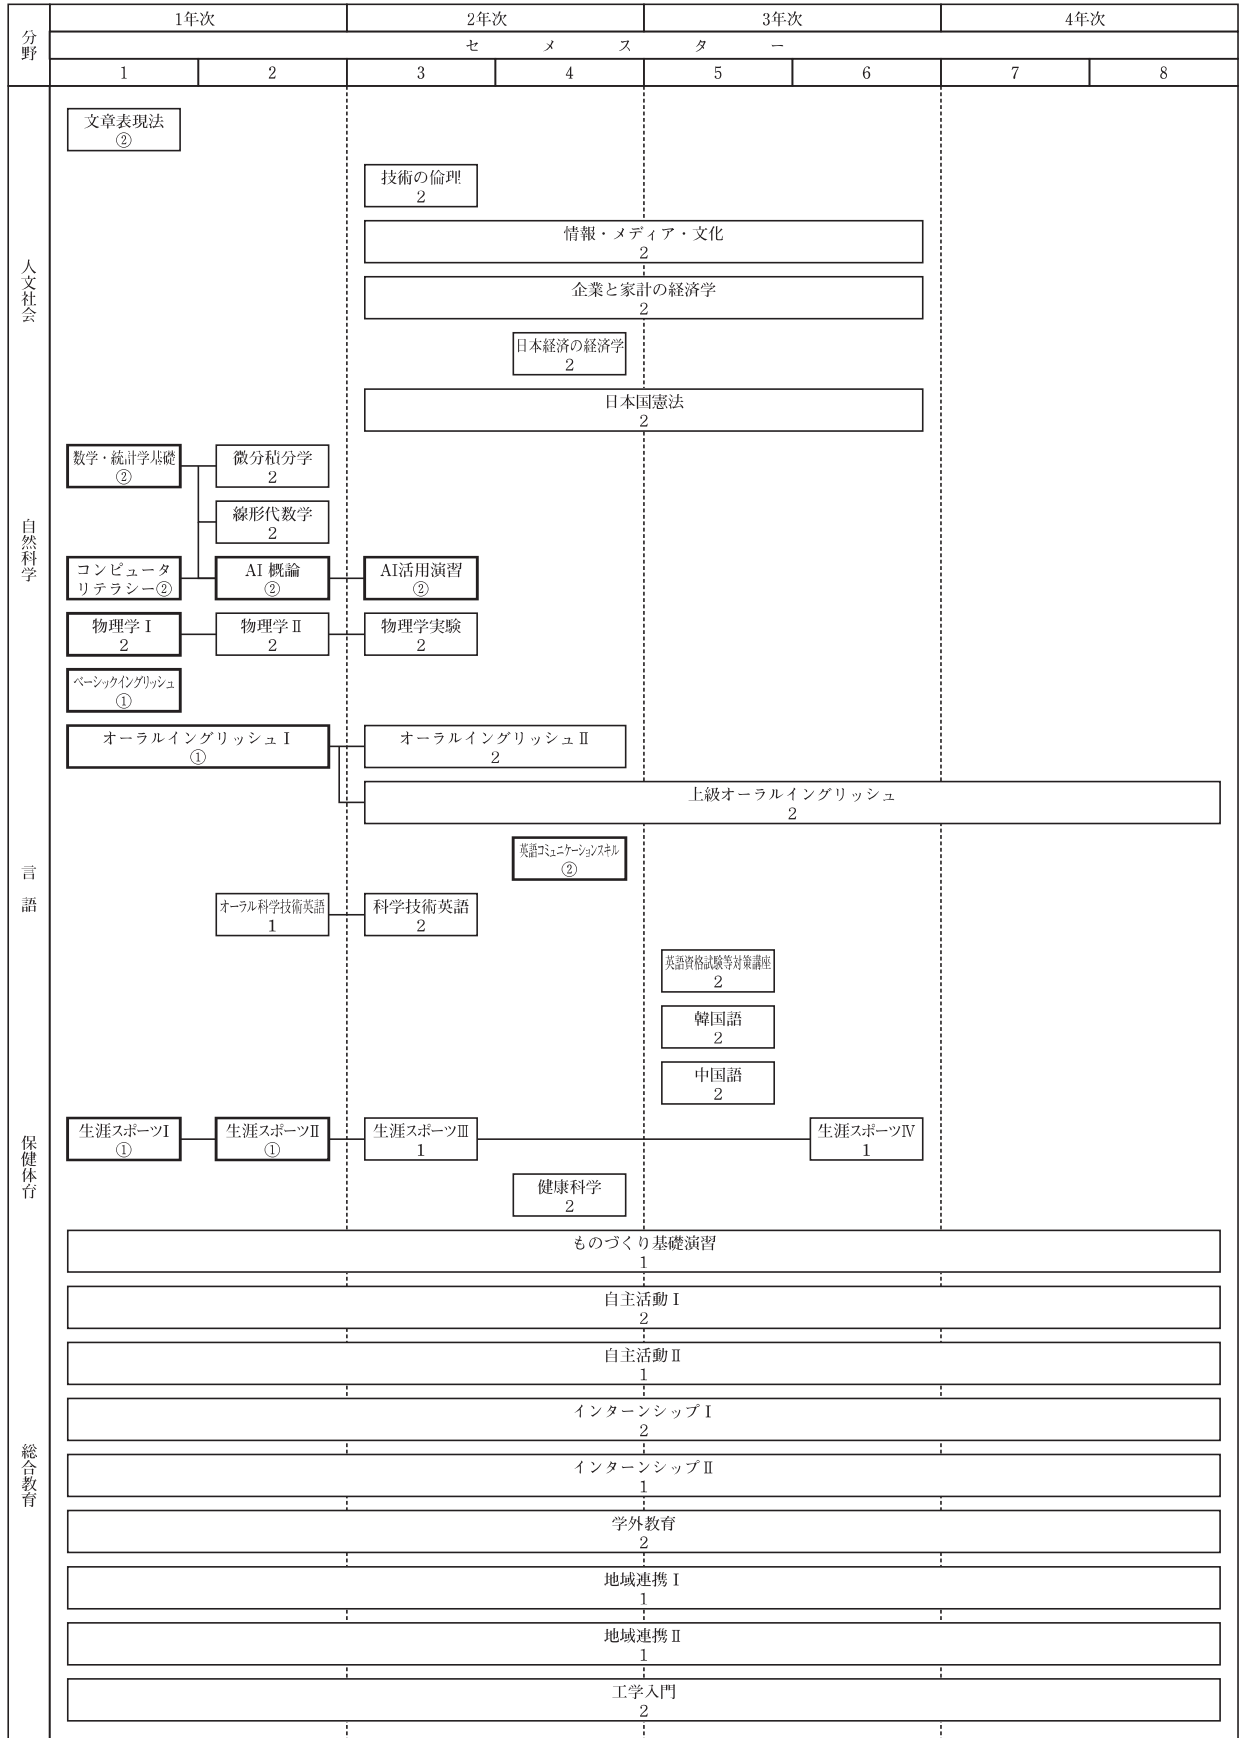 分野
1年次 2年次 3年次 4年次
セメスター
1 2 3 4 5 6 7 8
人文社会
文章表現法
②
技術の倫理
2
情報・メディア・文化
2
企業と家計の経済学
2
日本経済の経済学
2
日本国憲法
2
自然科学
数学・統計学基礎
②
微分積分学
2
線形代数学
2
コンピュータ
リテラシー②
AI 概論
②
AI活用演習
②
物理学Ⅰ
2
物理学Ⅱ
2
物理学実験
2
言語
ベーシックイングリッシュ
①
オーラルイングリッシュⅠ
①
オーラルイングリッシュⅡ
2
上級オーラルイングリッシュ
2
英語コミュニケーションスキル
②
オーラル科学技術英語
1
科学技術英語
2
英語資格試験等対策講座
2
韓国語
2
中国語
2
保健体育
生涯スポーツⅠ
①
生涯スポーツⅡ
①
生涯スポーツⅢ
1
生涯スポーツⅣ
1
健康科学
2
総合教育
ものづくり基礎演習
1
自主活動Ⅰ
2
自主活動Ⅱ
1
インターンシップⅠ
2
インターンシップⅡ
1
学外教育
2
地域連携Ⅰ
1
地域連携Ⅱ
1
工学入門
2